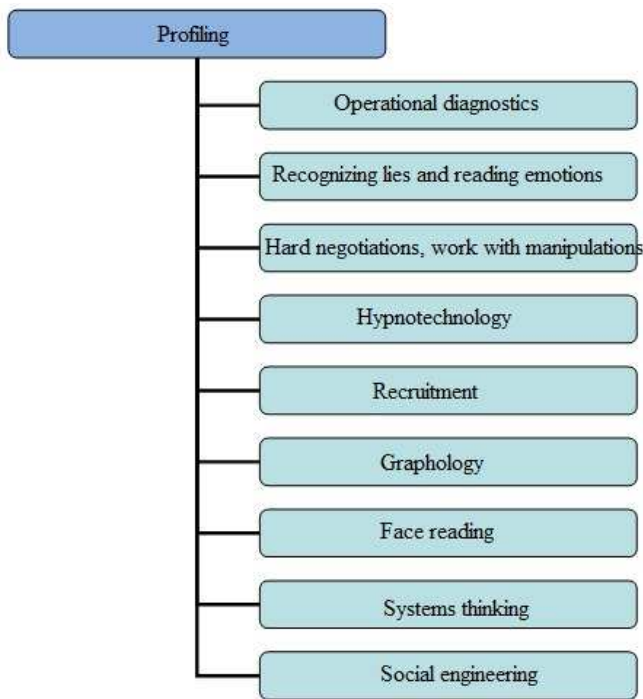 Profiling
Operational diagnostics
Recognizing lies and reading emotions
Hard negotiations, work with manipulations
Hypnotechnology
Recruitment
Graphology
Face reading
Systems thinking
Social engineering